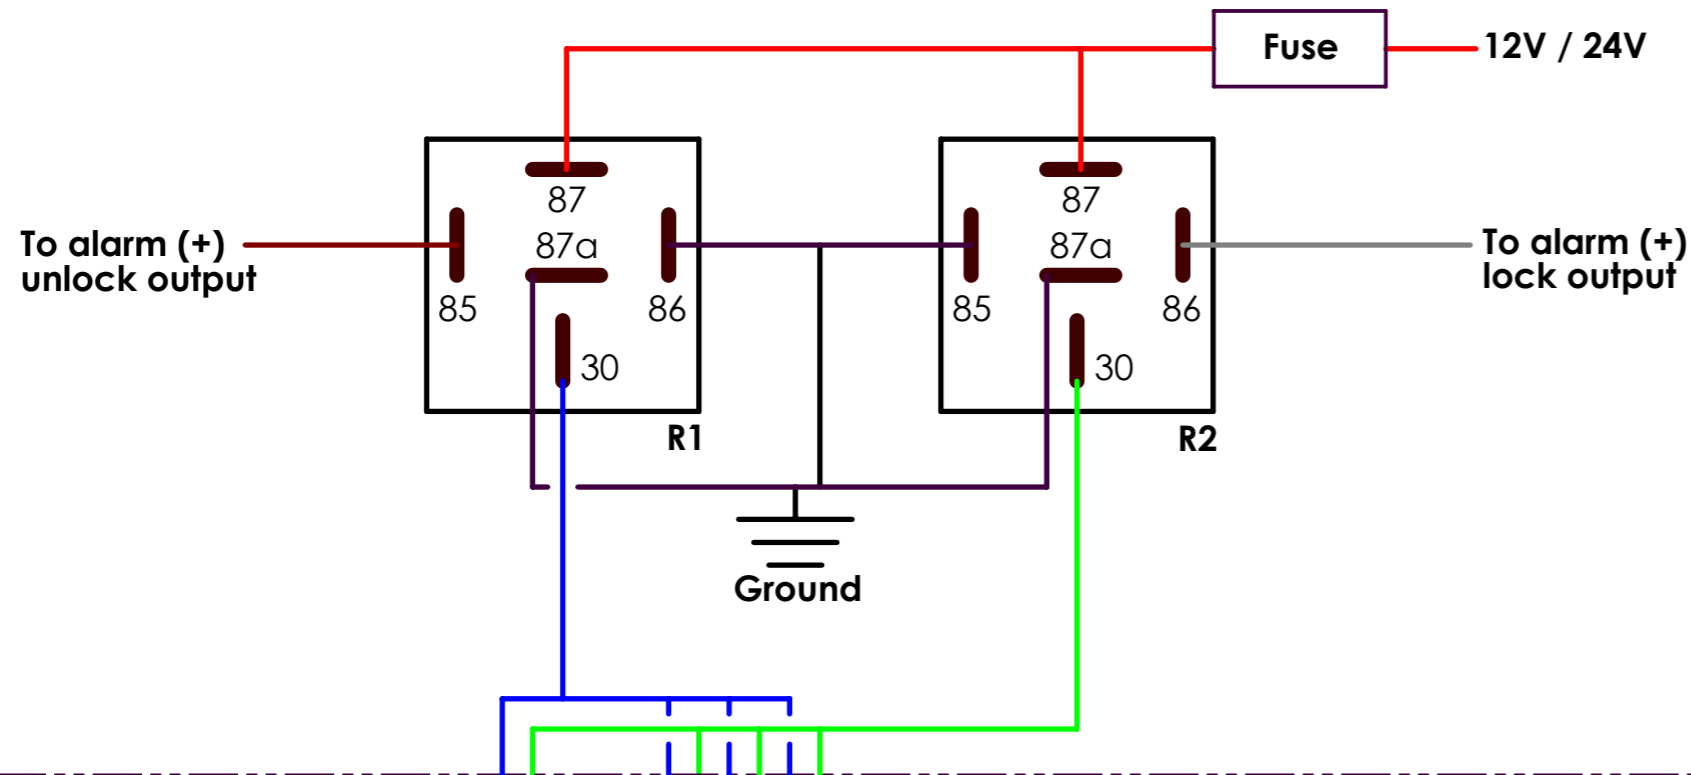 Fuse
12V / 24V
87
87
To alarm (+)
unlock output
87a
87a
To alarm (+)
lock output
85
86
85
86
30
30
R1
R2
Ground